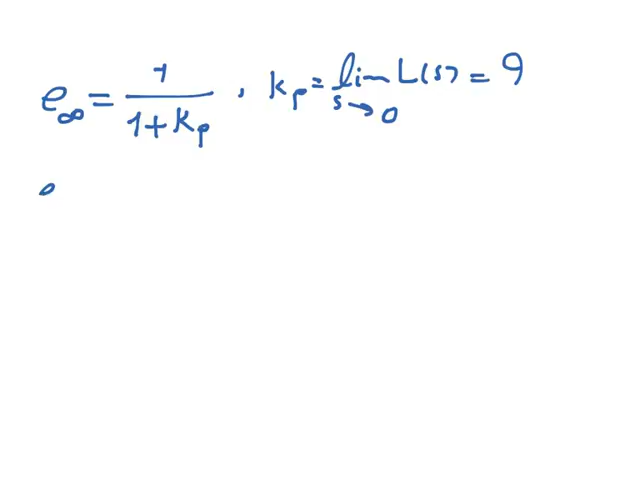 e∞ = 1 / (1 + Kp) , Kp = lim s→0 L(s) = 9